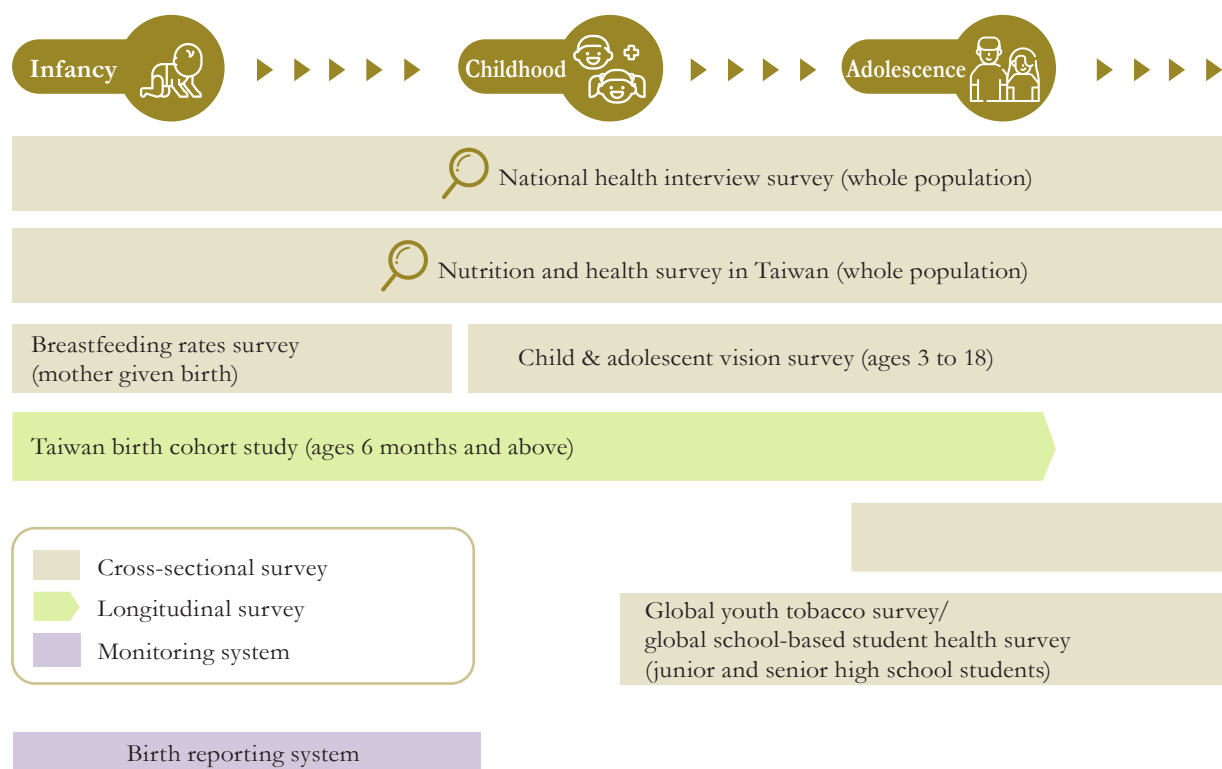 Infancy
Childhood
Adolescence
National health interview survey (whole population)
Nutrition and health survey in Taiwan (whole population)
Breastfeeding rates survey
(mother given birth)
Child & adolescent vision survey (ages 3 to 18)
Taiwan birth cohort study (ages 6 months and above)
Cross-sectional survey
Longitudinal survey
Monitoring system
Global youth tobacco survey/
global school-based student health survey
(junior and senior high school students)
Birth reporting system